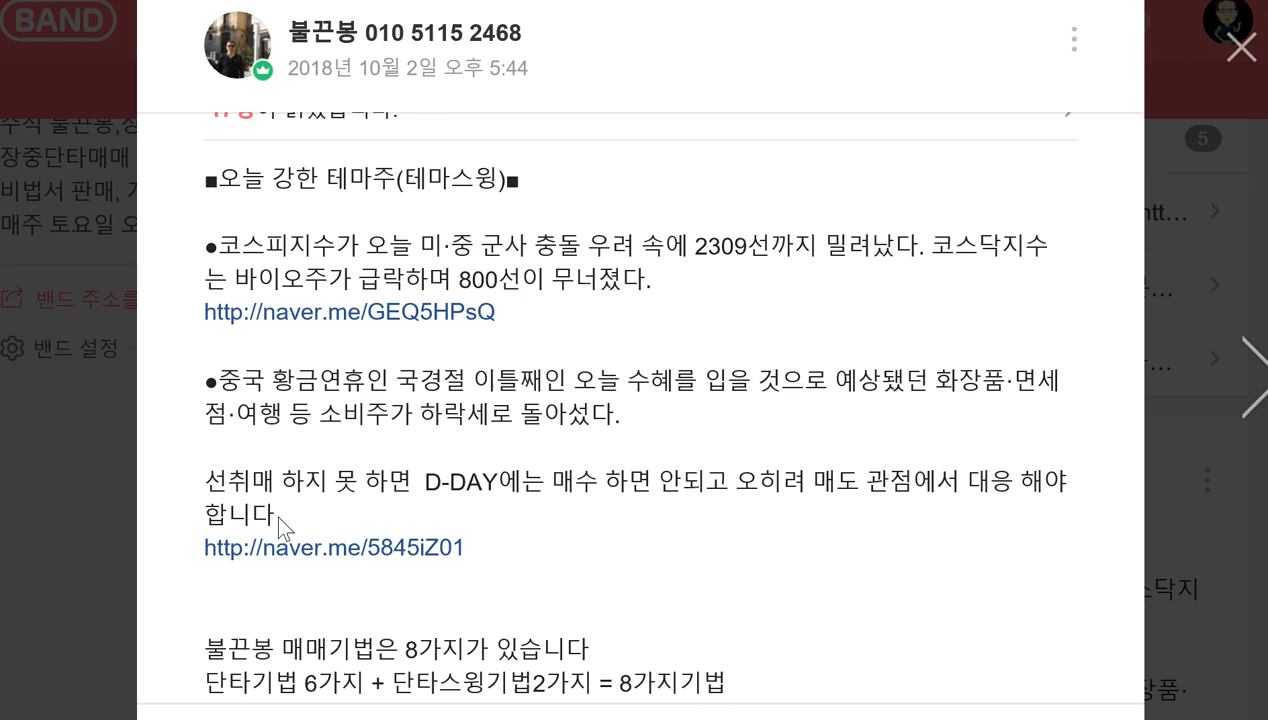 BAND
불끈봉 010 5115 2468
2018년 10월 2일 오후 5:44
■오늘 강한 테마주(테마스윙)■
●코스피지수가 오늘 미·중 군사 충돌 우려 속에 2309선까지 밀려났다. 코스닥지수
는 바이오주가 급락하며 800선이 무너졌다.
http://naver.me/GEQ5HPsQ
●중국 황금연휴인 국경절 이틀째인 오늘 수혜를 입을 것으로 예상됐던 화장품·면세
점·여행 등 소비주가 하락세로 돌아섰다.
선취매 하지 못 하면 D-DAY에는 매수 하면 안되고 오히려 매도 관점에서 대응 해야
합니다
http://naver.me/5845iZ01
불끈봉 매매기법은 8가지가 있습니다
단타기법 6가지 + 단타스윙기법2가지 = 8가지기법
주식 불끈봉,
장중단타매매
비법서 판매,
매주 토요일
밴드 주소를
밴드 설정
5
htt...
닥지
장품·